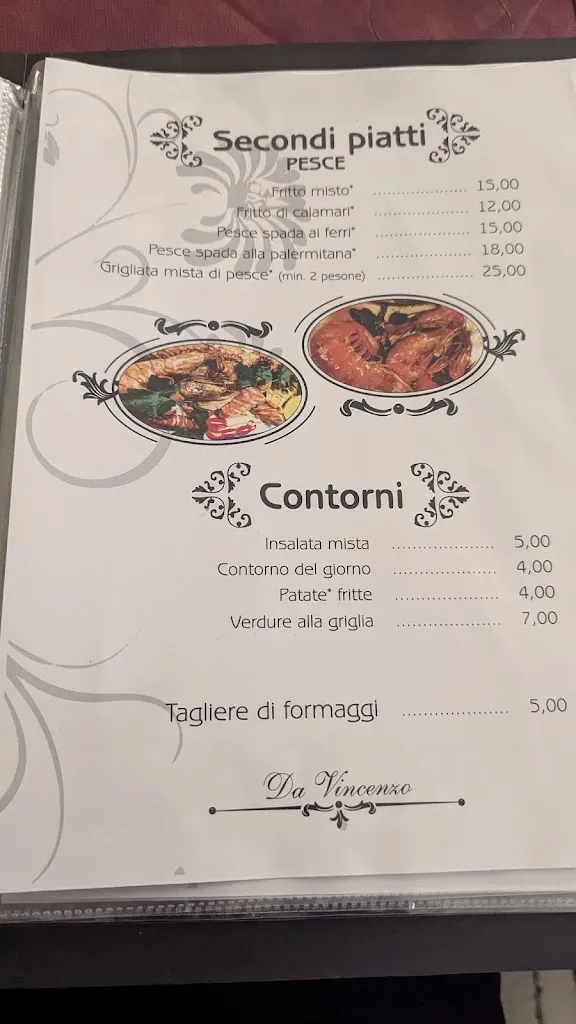 Secondi piatti
PESCE
Fritto misto* .................... 15,00
Fritto di calamari* .................... 12,00
Pesce spada ai ferri* .................... 15,00
Pesce spada alla palermitana* .................... 18,00
Grigliata mista di pesce* (min. 2 pesone) .................... 25,00
Contorni
Insalata mista .................... 5,00
Contorno del giorno .................... 4,00
Patate* fritte .................... 4,00
Verdure alla griglia .................... 7,00
Tagliere di formaggi .................... 5,00
Da Vincenzo